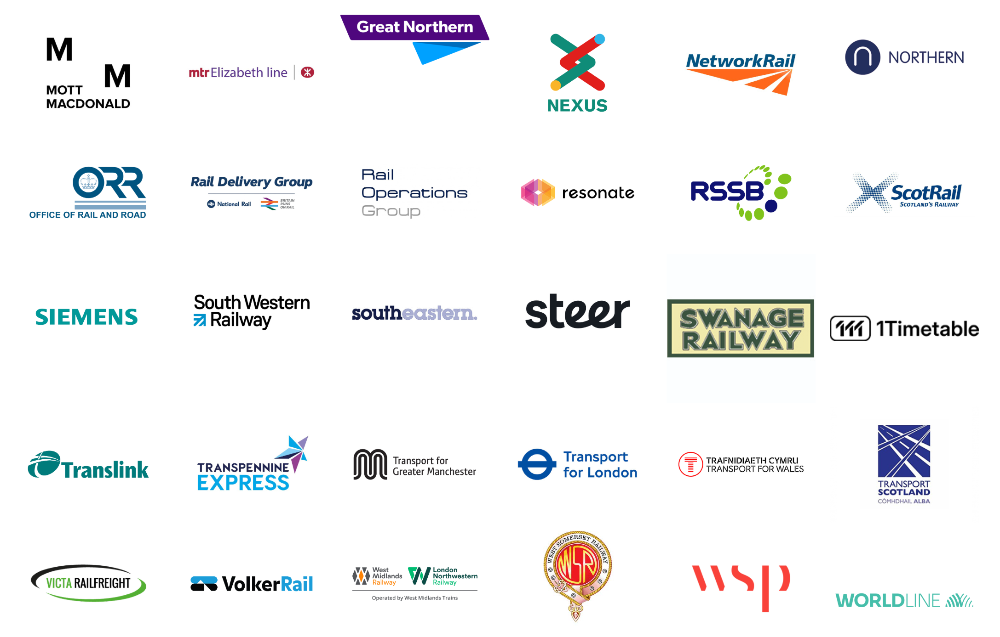 M
M
MOTT
MACDONALD
mtr Elizabeth line
Great Northern
NEXUS
NetworkRail
NORTHERN
ORR
OFFICE OF RAIL AND ROAD
Rail Delivery Group
National Rail
BRITAIN
RUNS
ON RAIL
Rail
Operations
Group
resonate
RSSB
ScotRail
SCOTLAND'S RAILWAY
SIEMENS
South Western
Railway
southeastern.
steer
SWANAGE
RAILWAY
1Timetable
Translink
TRANSPENNINE
EXPRESS
Transport for
Greater Manchester
Transport
for London
T
TRAFNIDIAETH CYMRU
TRANSPORT FOR WALES
TRANSPORT
SCOTLAND
CÒMHDHAIL ALBA
VICTA RAILFREIGHT
VolkerRail
West
Midlands
Railway
London
Northwestern
Railway
Operated by West Midlands Trains
WEST SOMERSET RAILWAY
WSR
wsp
WORLDLINE